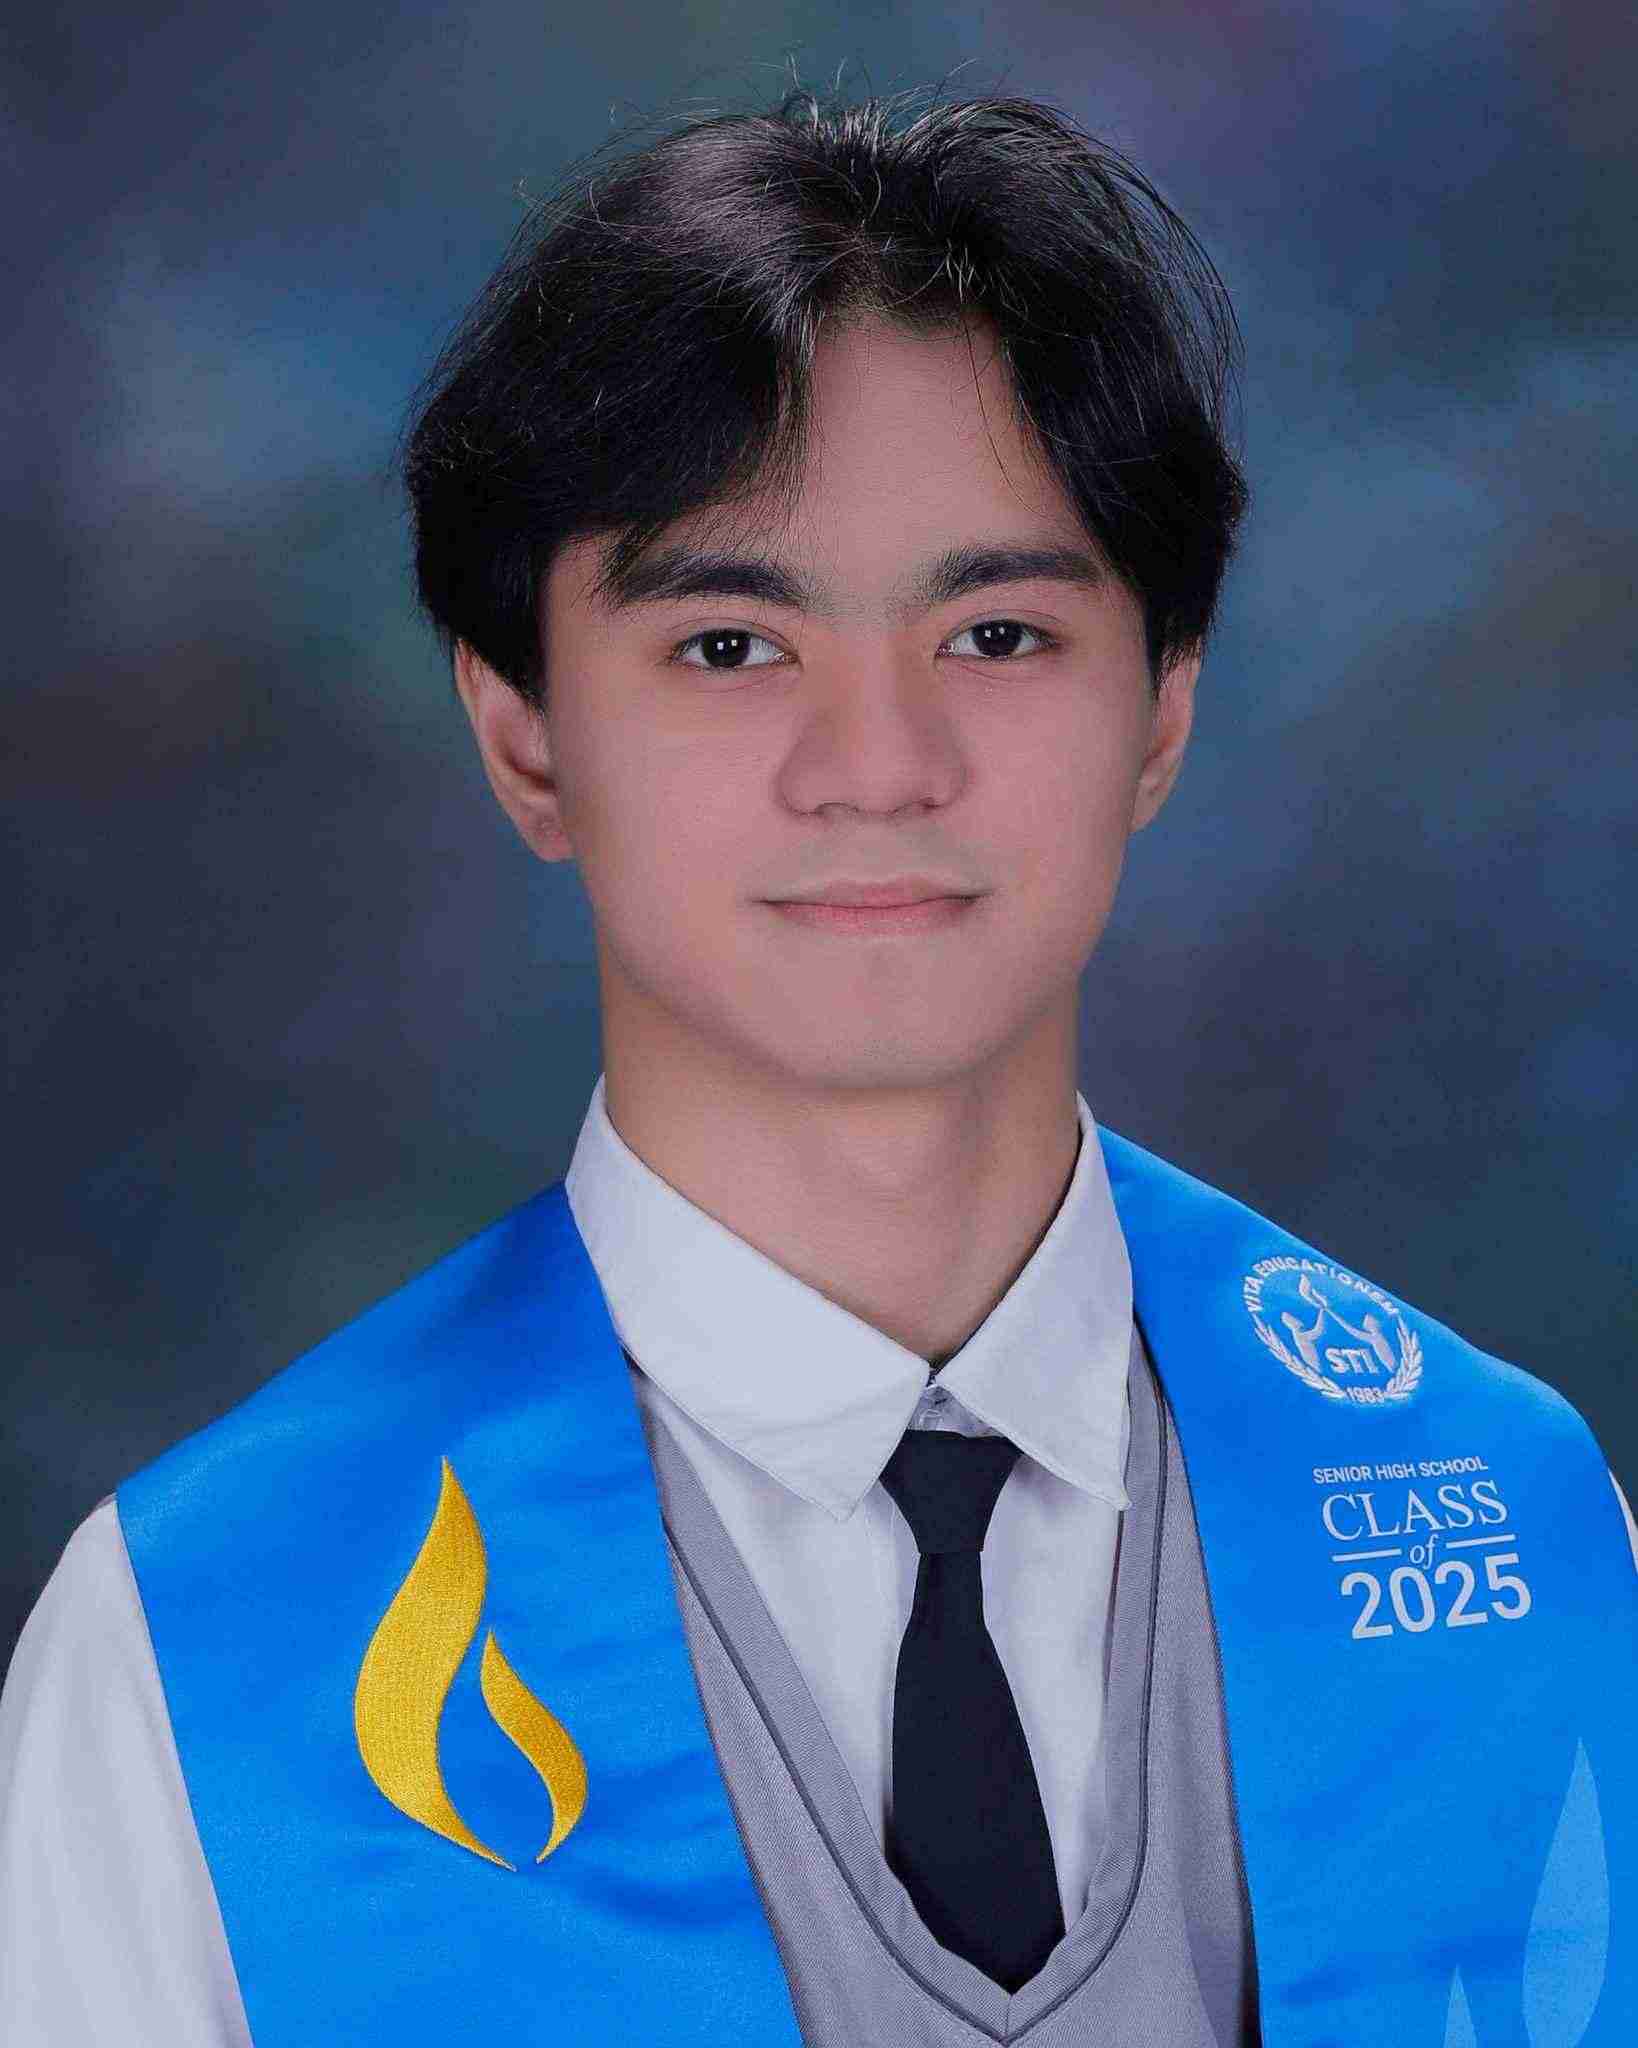 VITA EDUCATIONEM
STI
1983
SENIOR HIGH SCHOOL
CLASS
of
2025